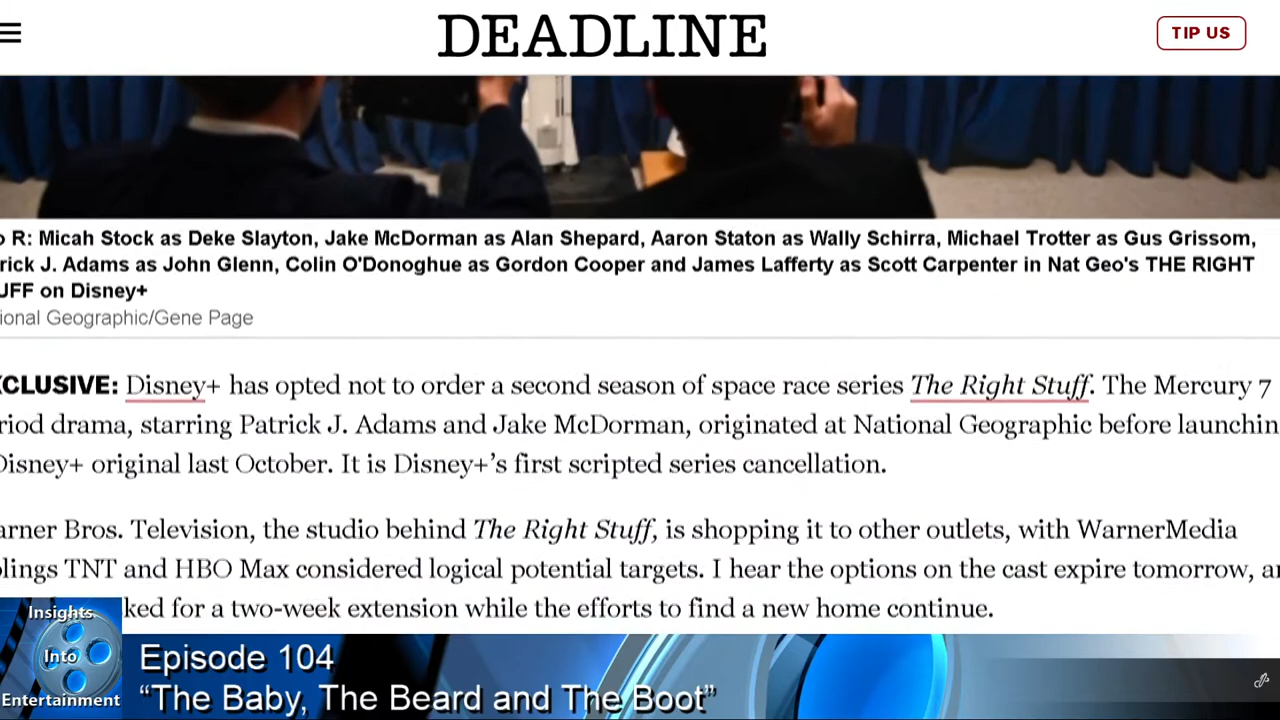 DEADLINE
TIP US
R: Micah Stock as Deke Slayton, Jake McDorman as Alan Shepard, Aaron Staton as Wally Schirra, Michael Trotter as Gus Grissom,
rick J. Adams as John Glenn, Colin O'Donoghue as Gordon Cooper and James Lafferty as Scott Carpenter in Nat Geo's THE RIGHT
UFF on Disney+
ional Geographic/Gene Page
CLUSIVE: Disney+ has opted not to order a second season of space race series The Right Stuff. The Mercury 7
riod drama, starring Patrick J. Adams and Jake McDorman, originated at National Geographic before launchin
Disney+ original last October. It is Disney+’s first scripted series cancellation.
arner Bros. Television, the studio behind The Right Stuff, is shopping it to other outlets, with WarnerMedia
lings TNT and HBO Max considered logical potential targets. I hear the options on the cast expire tomorrow, a
ked for a two-week extension while the efforts to find a new home continue.
Insights
Into
Entertainment
Episode 104
“The Baby, The Beard and The Boot”